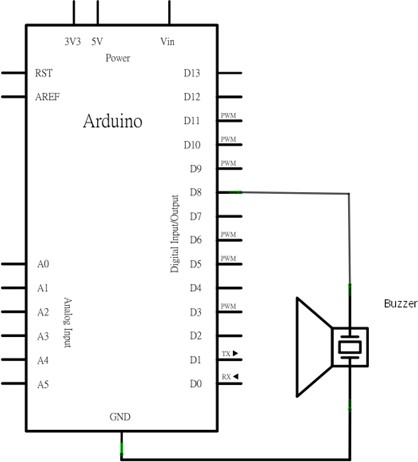 3V3 5V Vin
Power
RST D13
AREF D12
Arduino
D11 PWM
D10
D9 PWM
D8
D7
Digital Input/Output
D6 PWM
A0 D5 PWM
A1 D4
Buzzer
A2 D3 PWM
Analog Input
A3 D2
A4 D1 TX
A5 D0 RX
GND